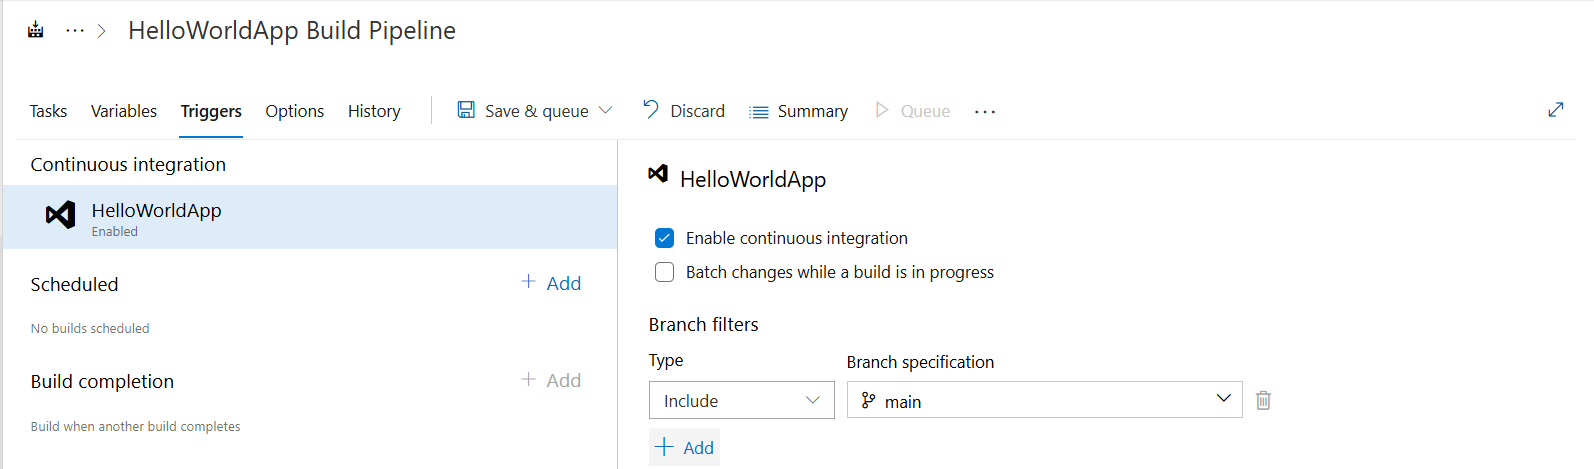 ··· > HelloWorldApp Build Pipeline
Tasks Variables Triggers Options History Save & queue Discard Summary Queue ···
Continuous integration
HelloWorldApp
Enabled
Scheduled + Add
No builds scheduled
Build completion + Add
Build when another build completes
HelloWorldApp
Enable continuous integration
Batch changes while a build is in progress
Branch filters
Type Branch specification
Include main
+ Add